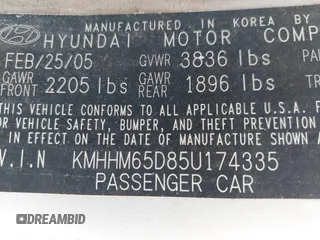 MANUFACTURED IN KOREA
HYUNDAI MOTOR COMP
FEB/25/05 GVWR 3836 lbs
GAWR FRONT 2205 lbs GAWR REAR 1896 lbs
THIS VEHICLE CONFORMS TO ALL APPLICABLE U.S.A.
VEHICLE SAFETY, BUMPER, AND THEFT PREVENTION
IN EFFECT ON THE DATE OF MANUFACTURE SHOWN
V.I.N KMHHM65D85U174335
PASSENGER CAR
DREAMBID